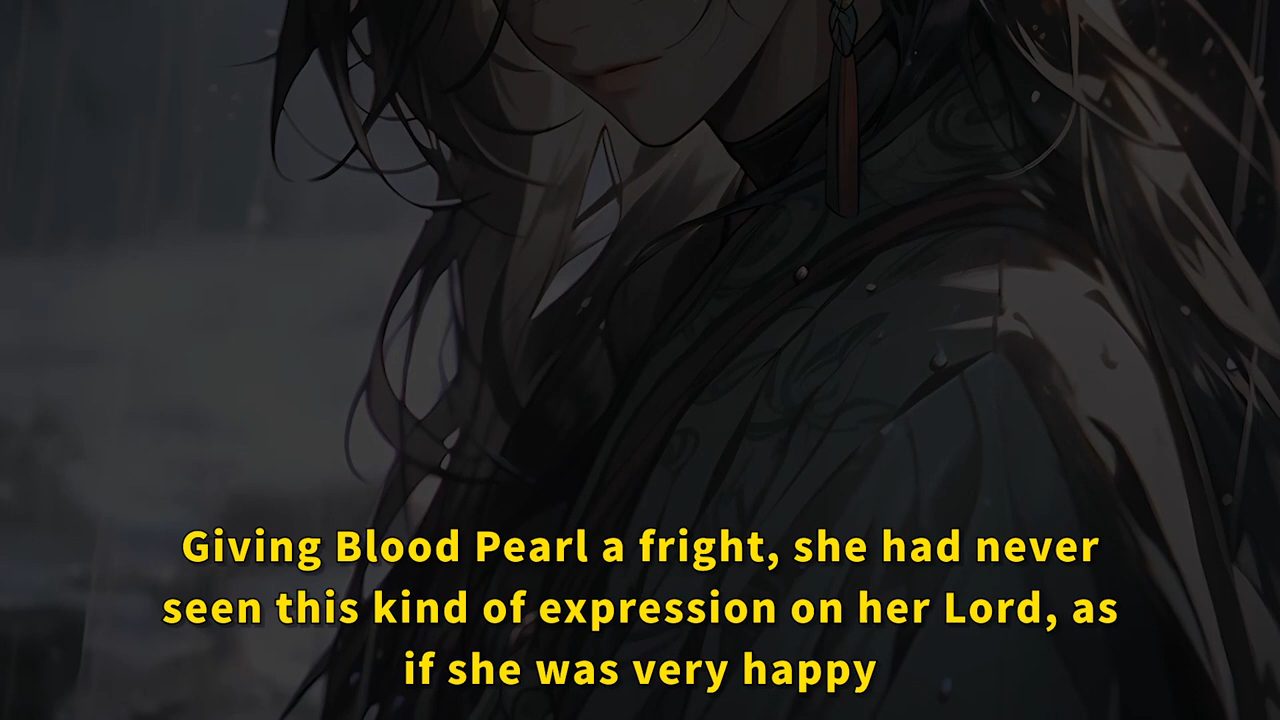 Giving Blood Pearl a fright, she had never
seen this kind of expression on her Lord, as
if she was very happy